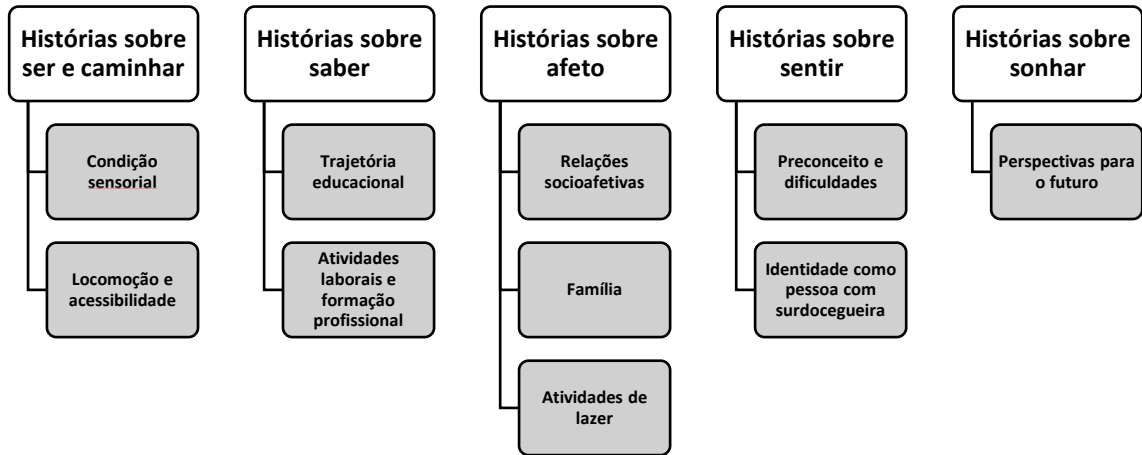 Histórias sobre
ser e caminhar
Condição
sensorial
Locomoção e
acessibilidade
Histórias sobre
saber
Trajetória
educacional
Atividades
laborais e
formação
profissional
Histórias sobre
afeto
Relações
socioafetivas
Família
Atividades de
lazer
Histórias sobre
sentir
Preconceito e
dificuldades
Identidade como
pessoa com
surdocegueira
Histórias sobre
sonhar
Perspectivas para
o futuro